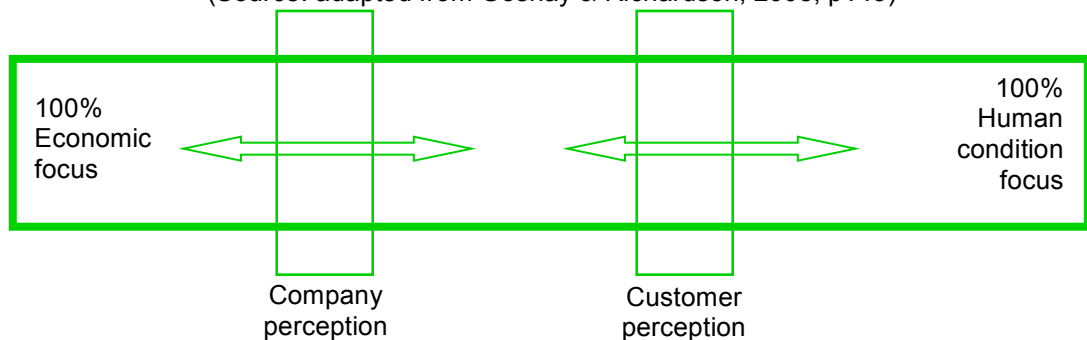 100%
Economic
focus
100%
Human
condition
focus
Company
perception
Customer
perception